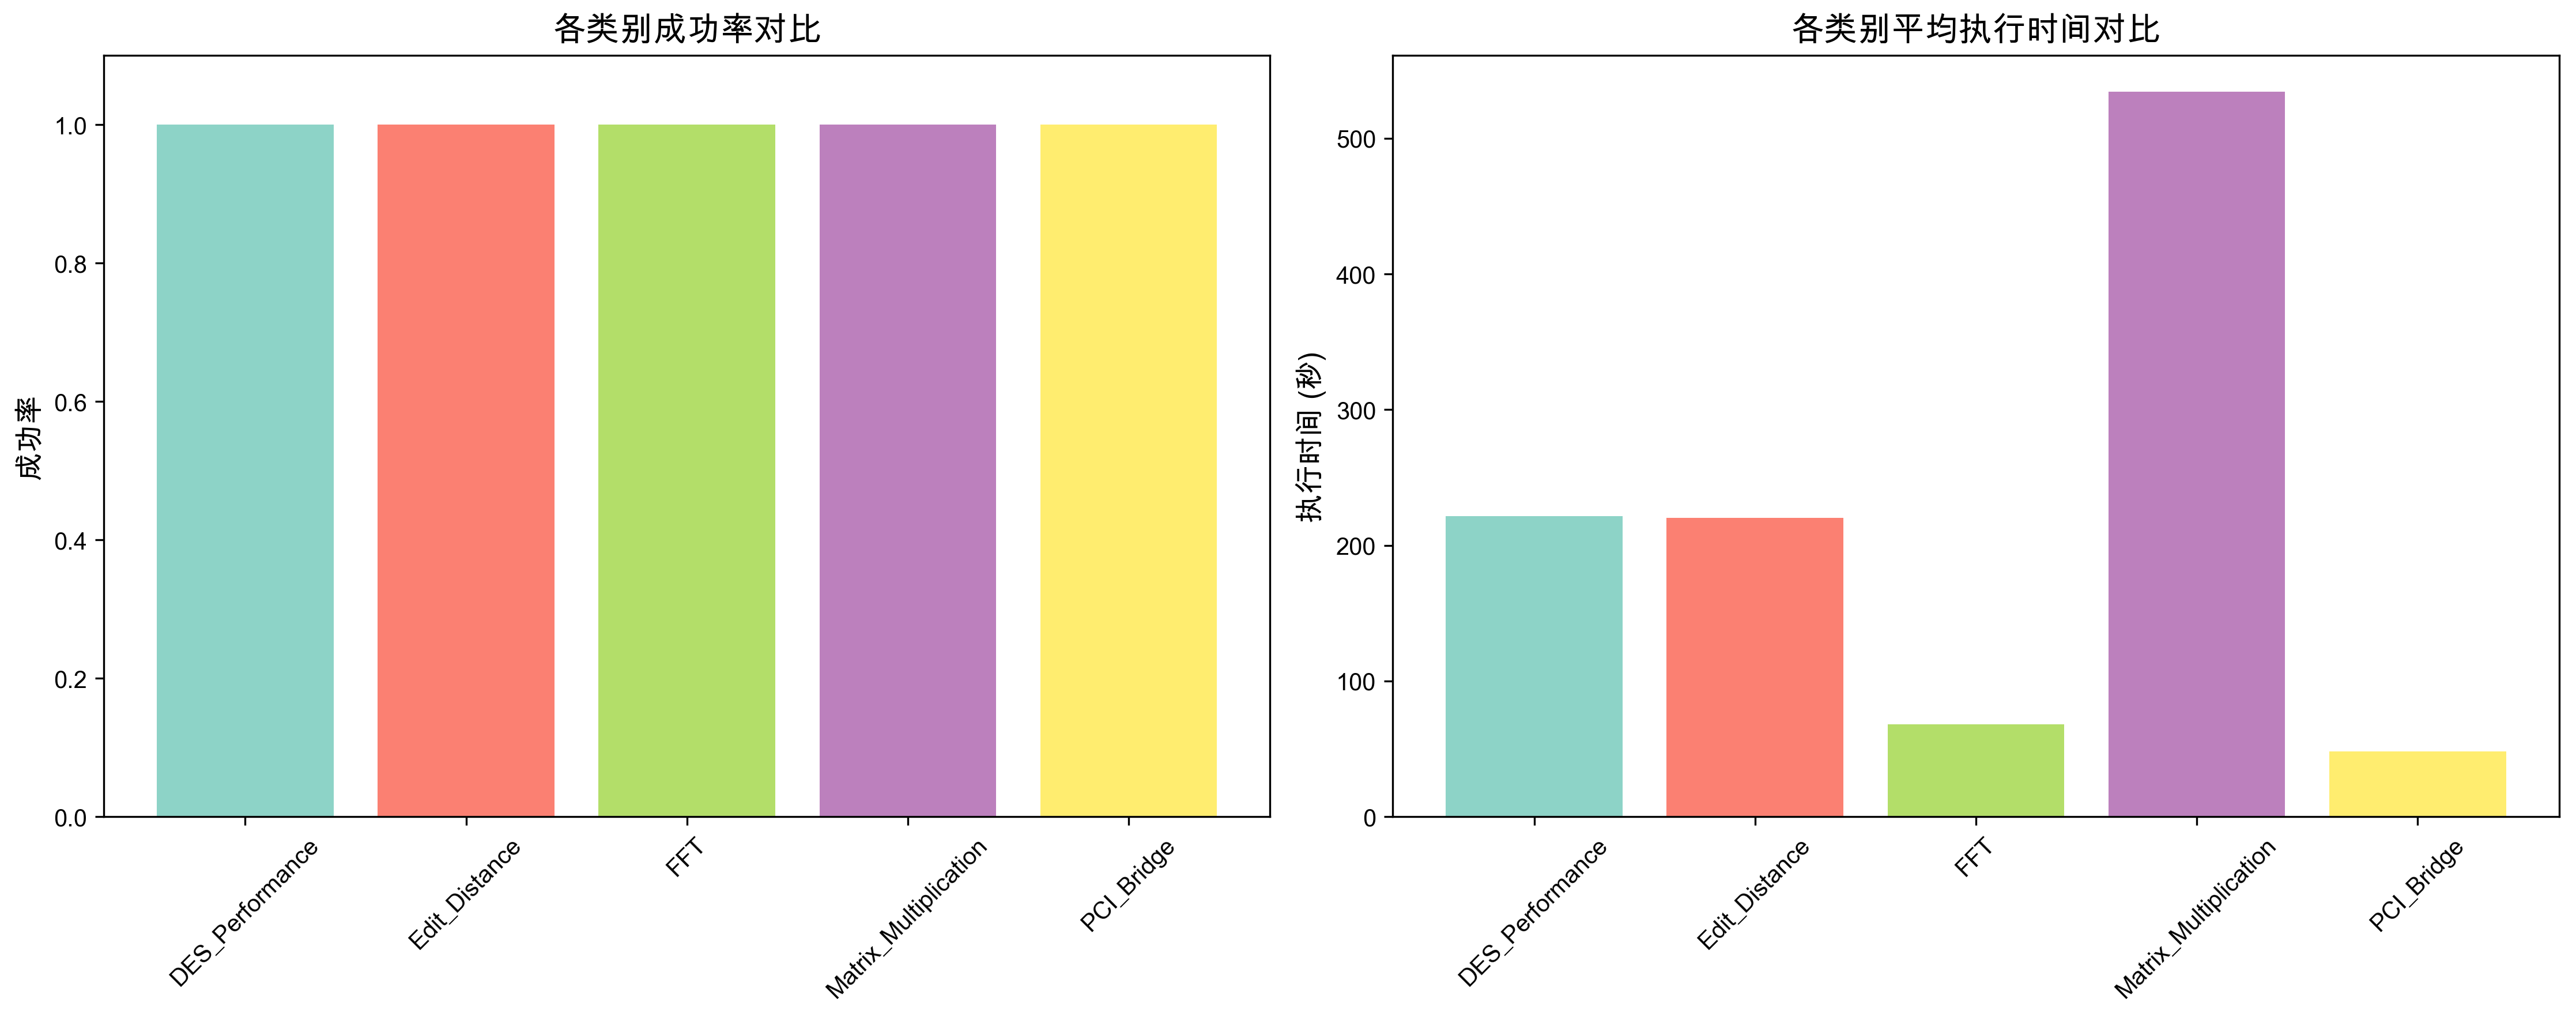 各类别成功率对比
成功率
1.0
0.8
0.6
0.4
0.2
0.0
DES_Performance
Edit_Distance
FFT
Matrix_Multiplication
PCI_Bridge
各类别平均执行时间对比
执行时间 (秒)
500
400
300
200
100
0
DES_Performance
Edit_Distance
FFT
Matrix_Multiplication
PCI_Bridge